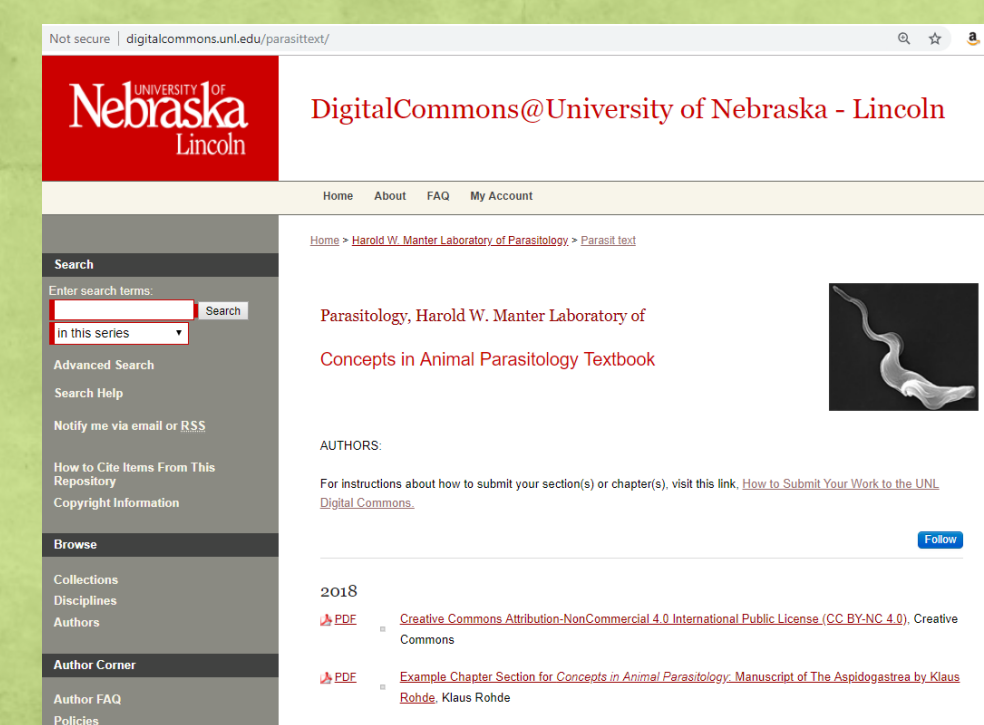 Not secure | digitalcommons.unl.edu/parasittext/
a
UNIVERSITY OF
Nebraska
Lincoln
DigitalCommons@University of Nebraska - Lincoln
Home About FAQ My Account
Home > Harold W. Manter Laboratory of Parasitology > Parasit text
Search
Enter search terms:
Search
in this series
Advanced Search
Search Help
Notify me via email or RSS
How to Cite Items From This
Repository
Copyright Information
Browse
Collections
Disciplines
Authors
Author Corner
Author FAQ
Policies
Parasitology, Harold W. Manter Laboratory of
Concepts in Animal Parasitology Textbook
AUTHORS:
For instructions about how to submit your section(s) or chapter(s), visit this link, How to Submit Your Work to the UNL
Digital Commons.
Follow
2018
PDF Creative Commons Attribution-NonCommercial 4.0 International Public License (CC BY-NC 4.0), Creative
Commons
PDF Example Chapter Section for Concepts in Animal Parasitology: Manuscript of The Aspidogastrea by Klaus
Rohde, Klaus Rohde